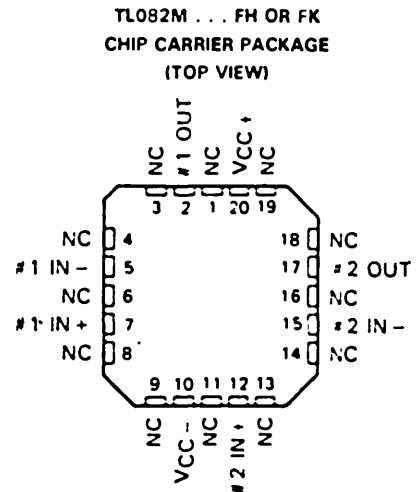 TL082M . . . FH OR FK
CHIP CARRIER PACKAGE
(TOP VIEW)
NC
#1 OUT
NC
VCC+
NC
3 2 1 20 19
NC 4
18 NC
#1 IN- 5
17 #2 OUT
NC 6
16 NC
#1 IN+ 7
15 #2 IN-
NC 8
14 NC
9 10 11 12 13
NC
VCC-
NC
#2 IN+
NC